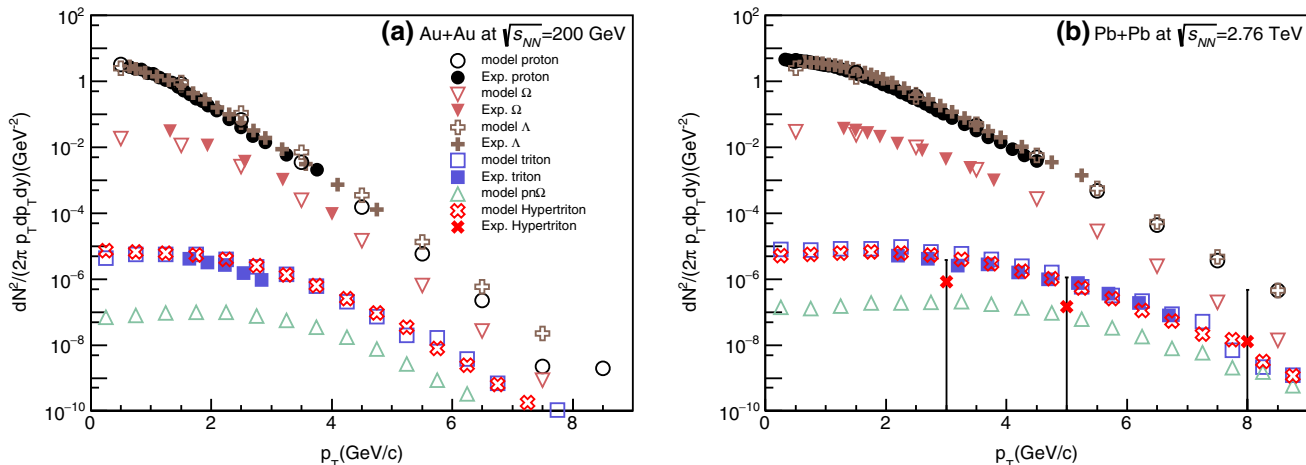 (a) Au+Au at √s_NN=200 GeV
model proton
Exp. proton
model Ω
Exp. Ω
model Λ
Exp. Λ
model triton
Exp. triton
model pnΩ
model Hypertriton
Exp. Hypertriton
10²
1
10⁻²
10⁻⁴
10⁻⁶
10⁻⁸
10⁻¹⁰
dN²/(2π p_T dp_T dy)(GeV⁻²)
0 2 4 6 8
p_T(GeV/c)
(b) Pb+Pb at √s_NN=2.76 TeV
10²
1
10⁻²
10⁻⁴
10⁻⁶
10⁻⁸
10⁻¹⁰
dN²/(2π p_T dp_T dy)(GeV⁻²)
0 2 4 6 8
p_T(GeV/c)